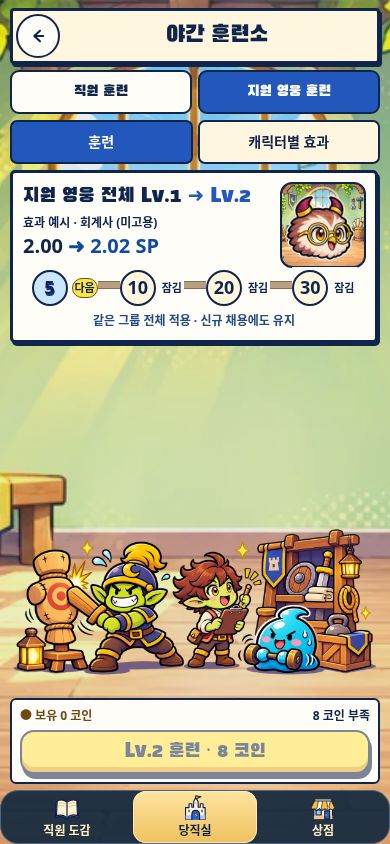 야간 훈련소
직원 훈련
지원 영웅 훈련
훈련
캐릭터별 효과
지원 영웅 전체 Lv.1 → Lv.2
효과 예시 · 회계사 (미고용)
2.00 → 2.02 SP
5 다음 10 잠김 20 잠김 30 잠김
같은 그룹 전체 적용 · 신규 채용에도 유지
보유 0 코인
8 코인 부족
Lv.2 훈련 · 8 코인
직원 도감
당직실
상점